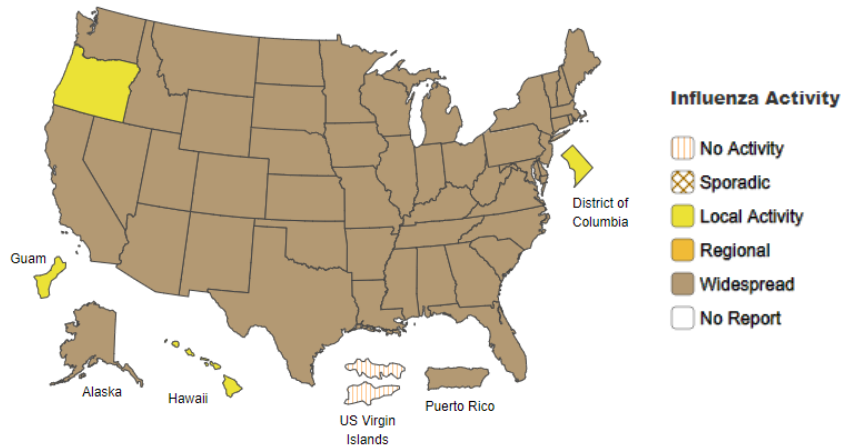 Influenza Activity
No Activity
Sporadic
Local Activity
Regional
Widespread
No Report
District of
Columbia
Guam
Alaska
Hawaii
US Virgin
Islands
Puerto Rico